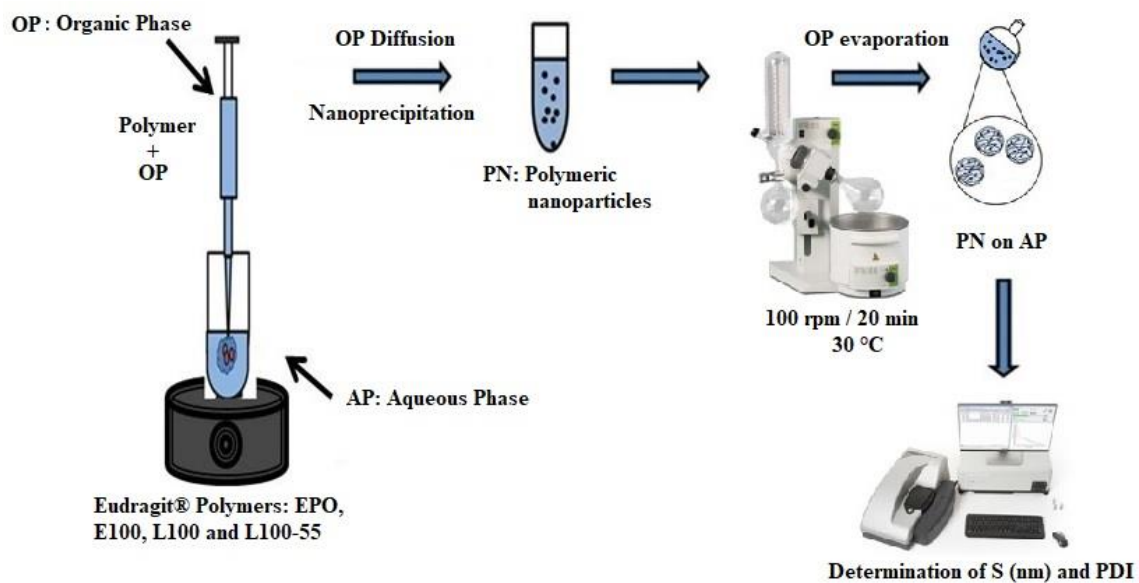 OP : Organic Phase
Polymer
+
OP
AP: Aqueous Phase
Eudragit® Polymers: EPO,
E100, L100 and L100-55
OP Diffusion
Nanoprecipitation
PN: Polymeric
nanoparticles
100 rpm / 20 min
30 °C
OP evaporation
PN on AP
Determination of S (nm) and PDI